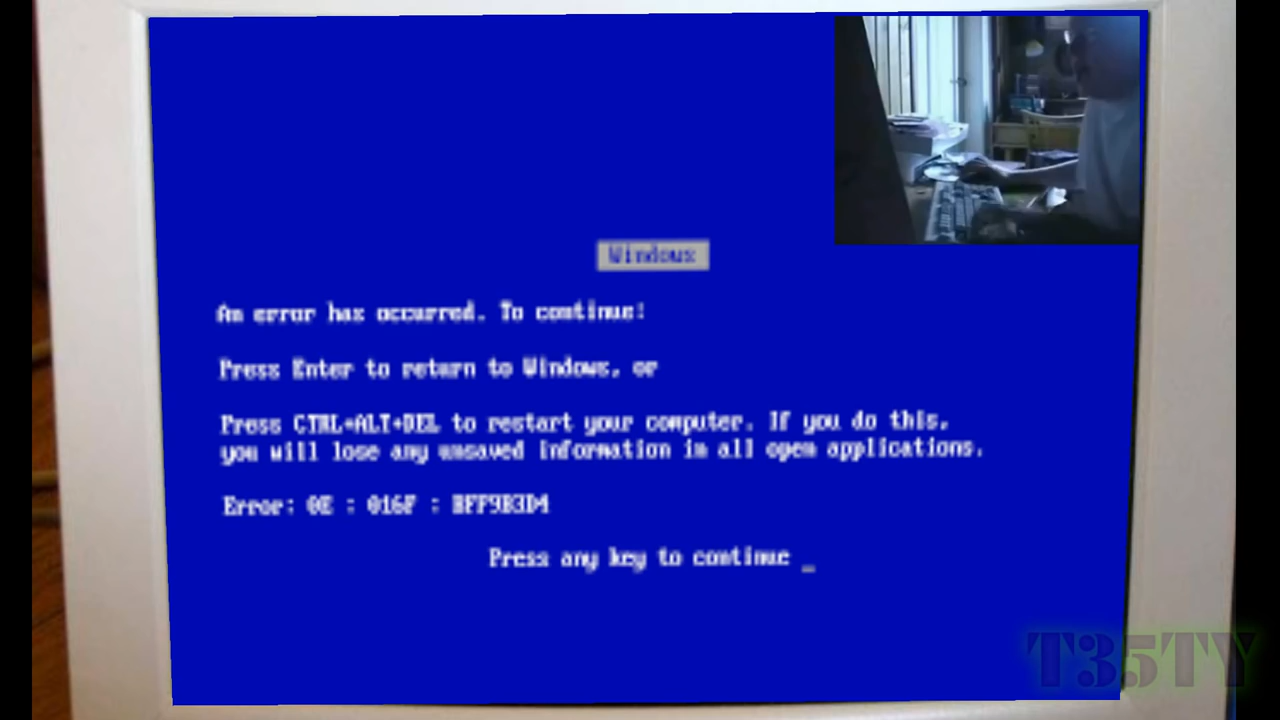 Windows
An error has occurred. To continue:
Press Enter to return to Windows, or
Press CTRL+ALT+DEL to restart your computer. If you do this,
you will lose any unsaved information in all open applications.
Error: 0E : 016F : BFF9B3D4
Press any key to continue _
T35TY